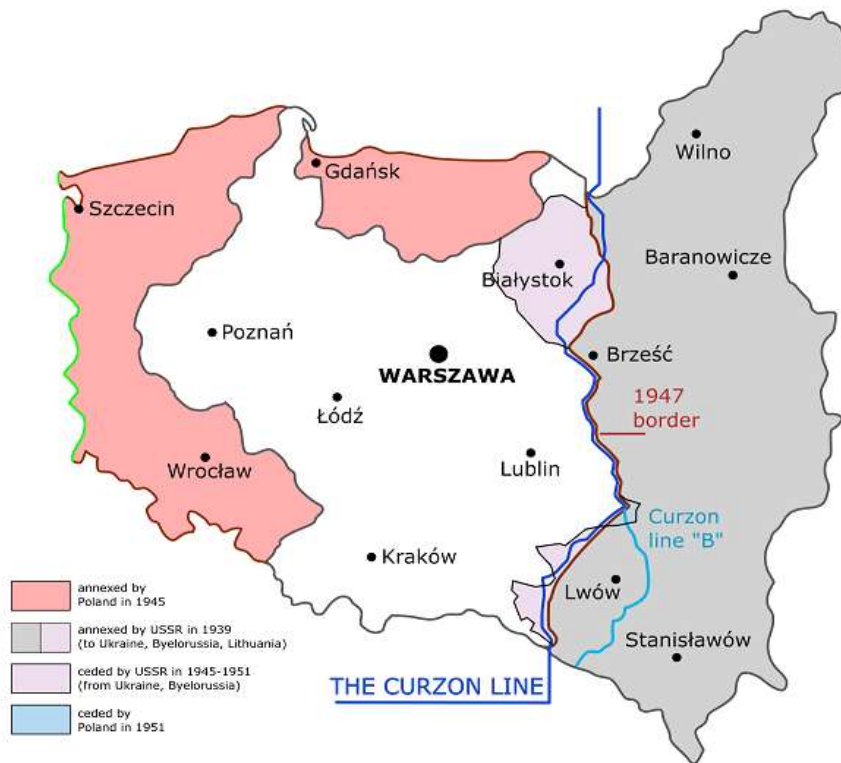 Wilno
Gdańsk
Szczecin
Baranowicze
Białystok
Poznań
Brześć
WARSZAWA
1947
border
Łódź
Wrocław
Lublin
Curzon
line "B"
Kraków
Lwów
Stanisławów
THE CURZON LINE
annexed by
Poland in 1945
annexed by USSR in 1939
(to Ukraine, Byelorussia, Lithuania)
ceded by USSR in 1945-1951
(from Ukraine, Byelorussia)
ceded by
Poland in 1951